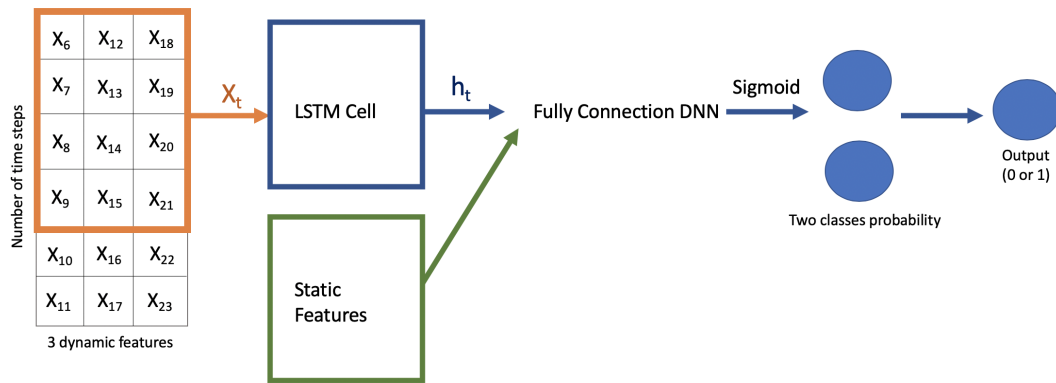 Number of time steps
X6 X12 X18
X7 X13 X19
X8 X14 X20
X9 X15 X21
X10 X16 X22
X11 X17 X23
3 dynamic features
Xt
LSTM Cell
ht
Static
Features
Fully Connection DNN
Sigmoid
Two classes probability
Output
(0 or 1)